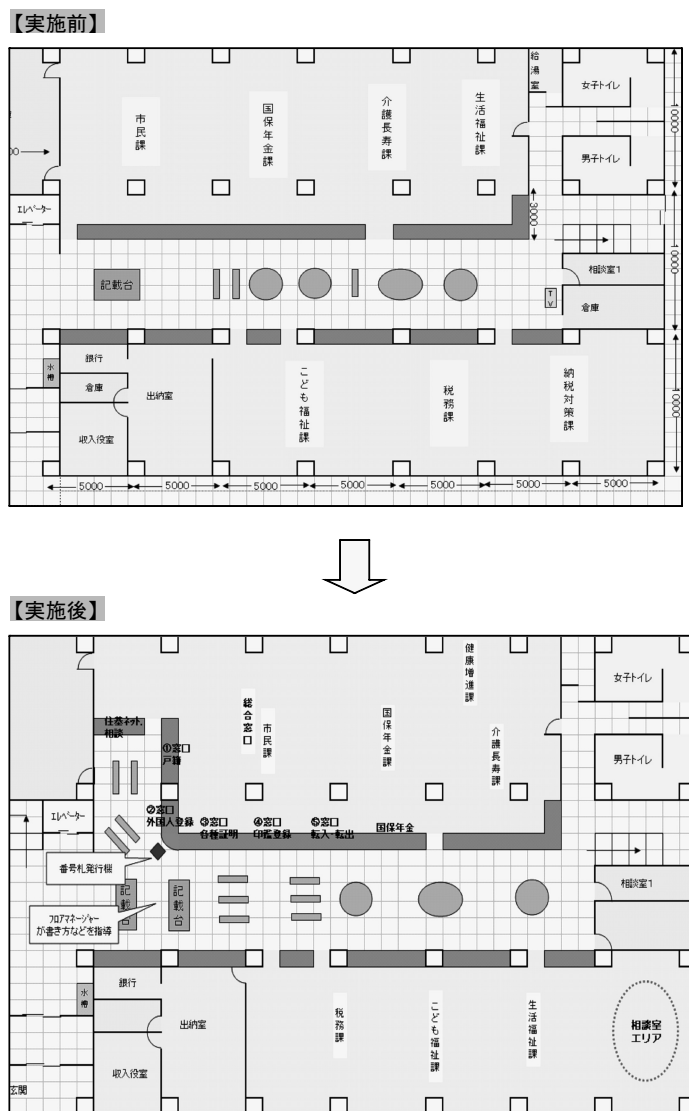 【実施前】
給湯室
女子トイレ
市民課
国保年金課
介護長寿課
生活福祉課
10000
男子トイレ
エレベーター
3000
10000
記載台
相談室1
TV
倉庫
水槽
銀行
倉庫
出納室
収入役室
こども福祉課
税務課
納税対策課
10000
5000
5000
5000
5000
5000
5000
5000
【実施後】
健康増進課
女子トイレ
住基ネット,
相談
総合窓口
市民課
国保年金課
介護長寿課
①窓口
戸籍
男子トイレ
エレベーター
②窓口
外国人登録
③窓口
各種証明
④窓口
印鑑登録
⑤窓口
転入・転出
国保年金
番号札発行機
記載台
記載台
フロアマネージャー
が書き方などを指導
相談室1
水槽
銀行
出納室
収入役室
玄関
税務課
こども福祉課
生活福祉課
相談室
エリア